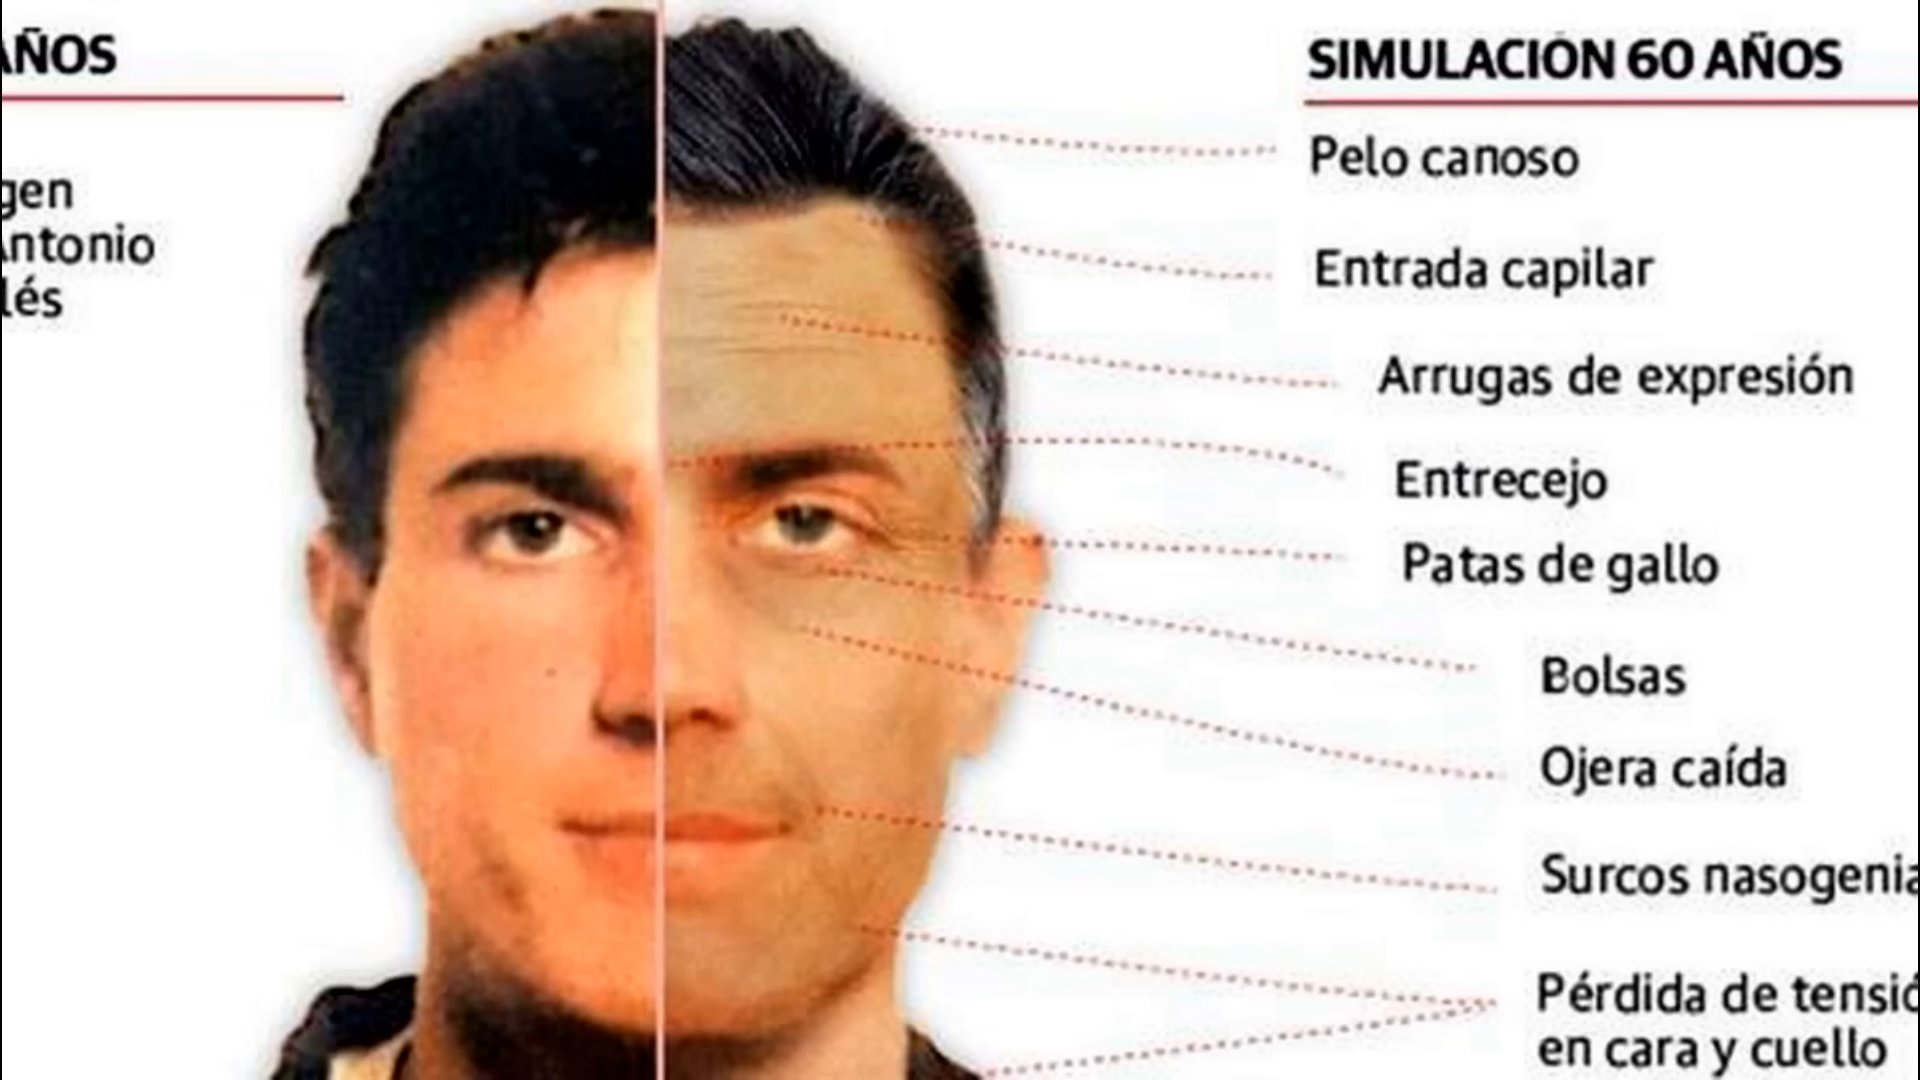 AÑOS
gen
Antonio
lés
SIMULACIÓN 60 AÑOS
Pelo canoso
Entrada capilar
Arrugas de expresión
Entrecejo
Patas de gallo
Bolsas
Ojera caída
Surcos nasogenia
Pérdida de tensió
en cara y cuello